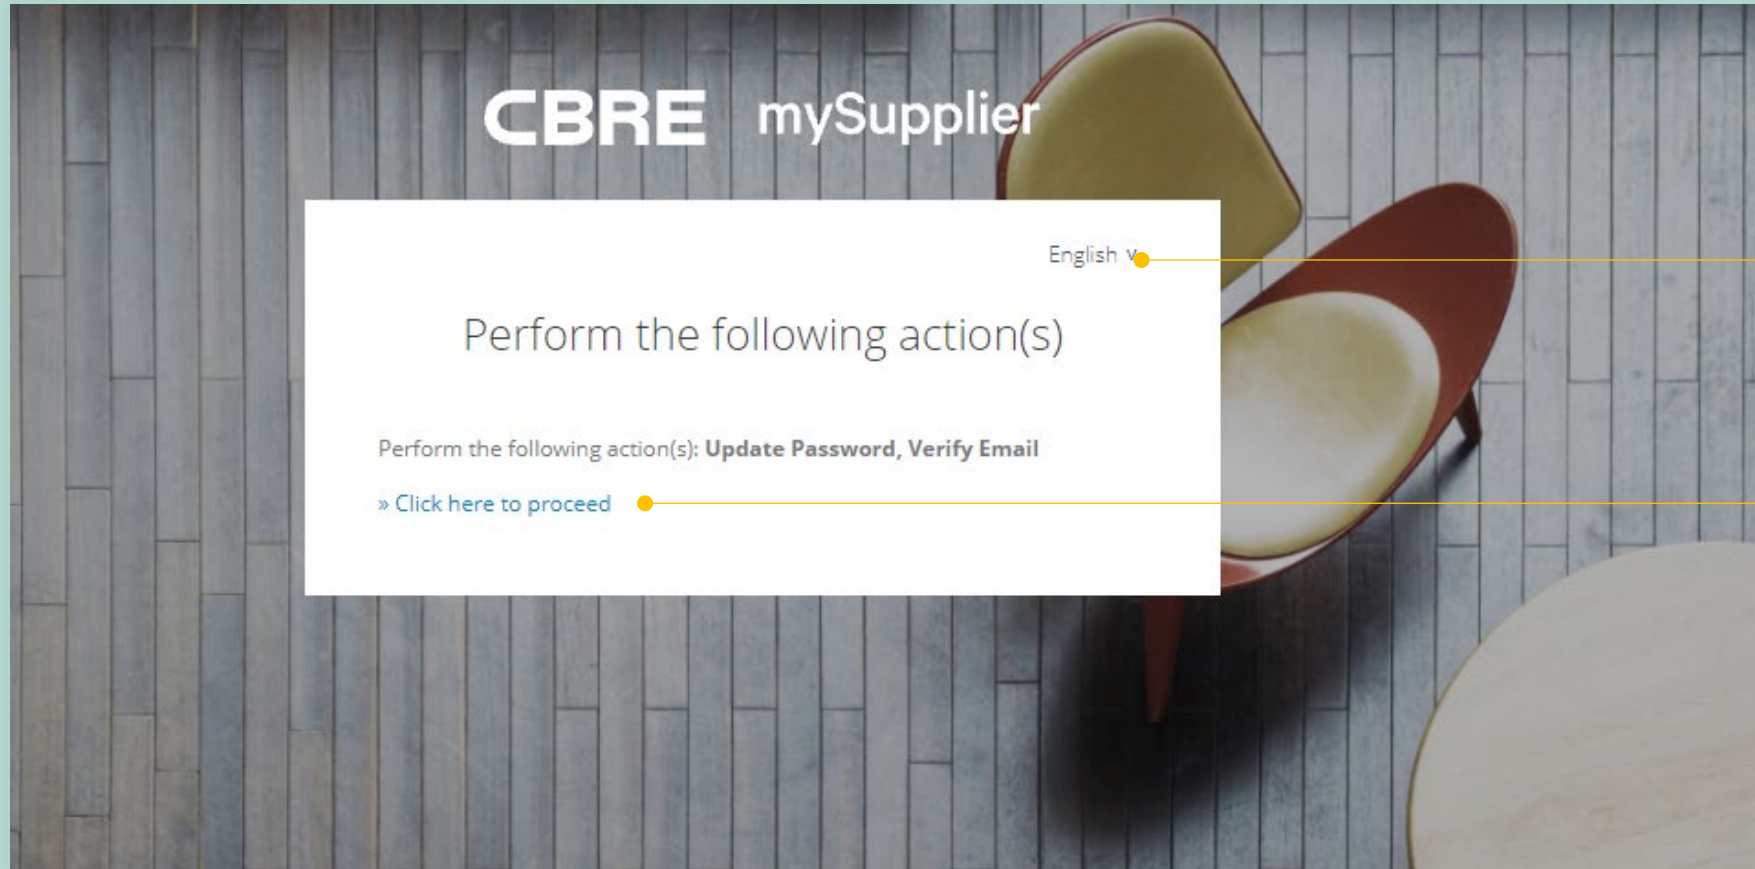 CBRE mySupplier
English v
Perform the following action(s)
Perform the following action(s): Update Password, Verify Email
» Click here to proceed